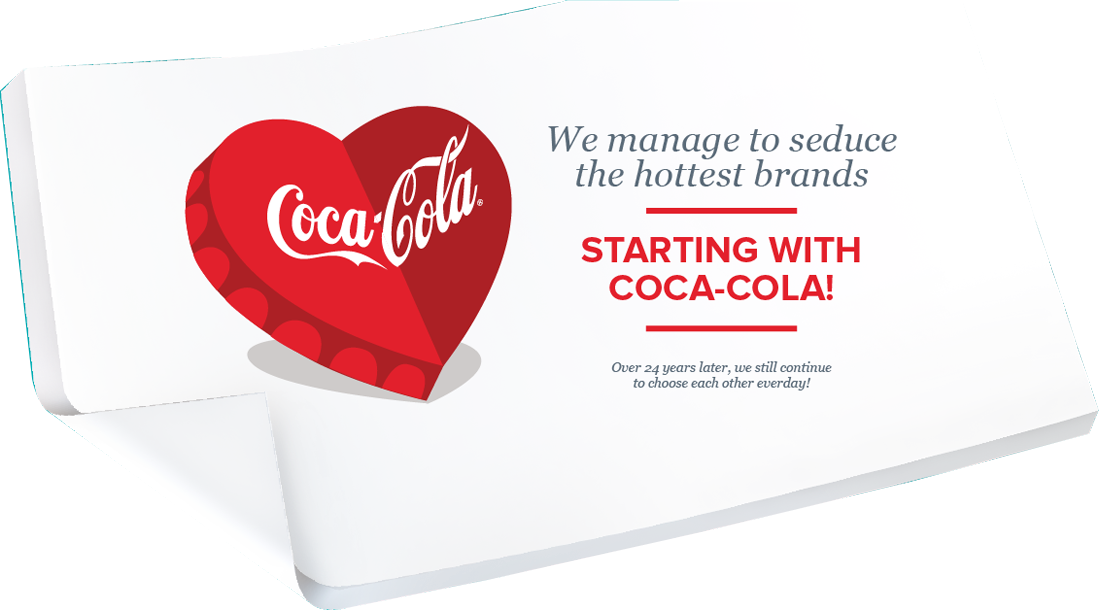 Coca-Cola®
We manage to seduce
the hottest brands
STARTING WITH
COCA-COLA!
Over 24 years later, we still continue
to choose each other everday!